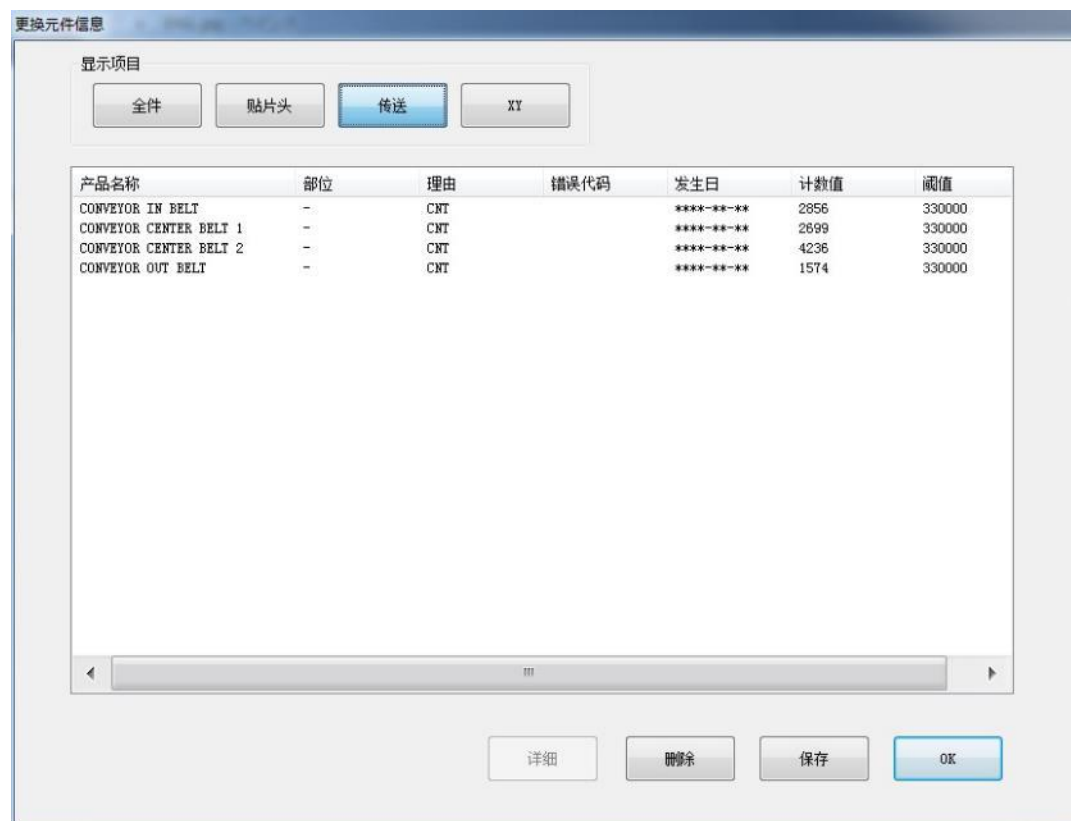 更换元件信息
显示项目
全件 贴片头 传送 XY
产品名称 部位 理由 错误代码 发生日 计数值 阈值
CONVEYOR IN BELT - CNT ****-**-** 2856 330000
CONVEYOR CENTER BELT 1 - CNT ****-**-** 2699 330000
CONVEYOR CENTER BELT 2 - CNT ****-**-** 4236 330000
CONVEYOR OUT BELT - CNT ****-**-** 1574 330000
详细 删除 保存 OK